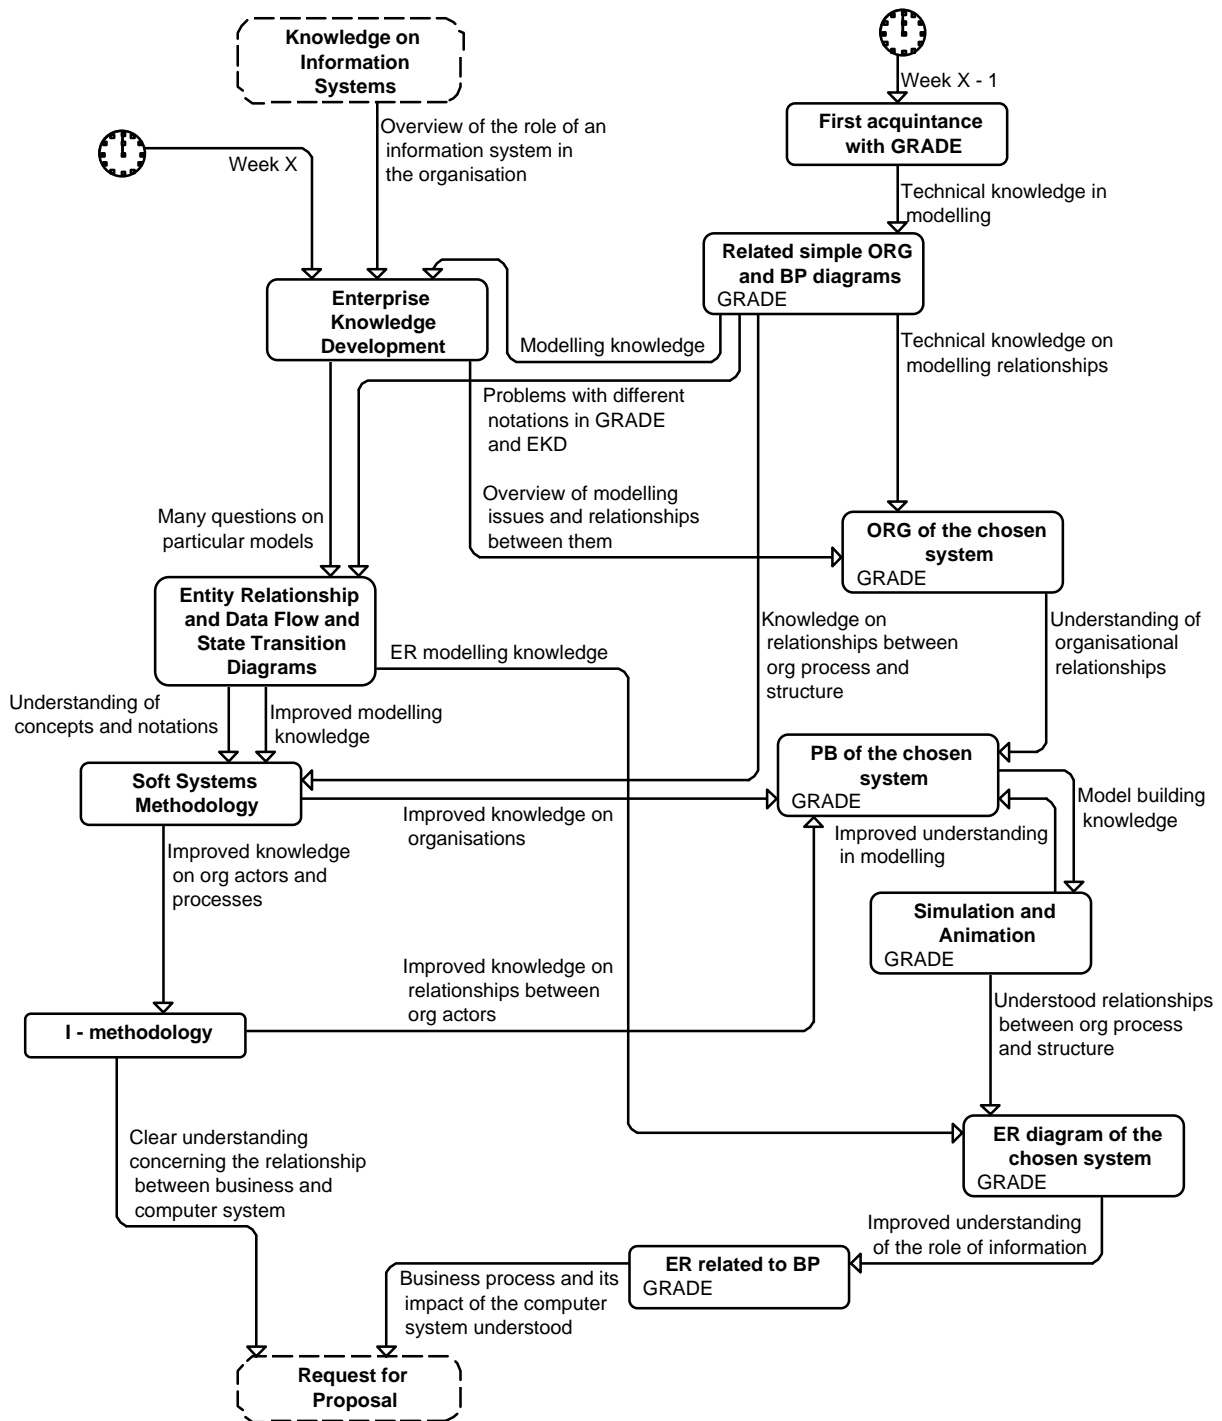 Knowledge on
Information
Systems
Week X - 1
First acquintance
with GRADE
Overview of the role of an
information system in
the organisation
Week X
Technical knowledge in
modelling
Related simple ORG
and BP diagrams
GRADE
Enterprise
Knowledge
Development
Modelling knowledge
Technical knowledge on
modelling relationships
Problems with different
notations in GRADE
and EKD
Overview of modelling
issues and relationships
between them
Many questions on
particular models
ORG of the chosen
system
GRADE
Entity Relationship
and Data Flow and
State Transition
Diagrams
ER modelling knowledge
Knowledge on
relationships between
org process and
structure
Understanding of
organisational
relationships
Understanding of
concepts and notations
Improved modelling
knowledge
PB of the chosen
system
GRADE
Soft Systems
Methodology
Improved knowledge on
organisations
Improved understanding
in modelling
Model building
knowledge
Improved knowledge
on org actors and
processes
Simulation and
Animation
GRADE
Improved knowledge on
relationships between
org actors
Understood relationships
between org process
and structure
I - methodology
Clear understanding
concerning the relationship
between business and
computer system
ER diagram of the
chosen system
GRADE
Improved understanding
of the role of information
ER related to BP
GRADE
Business process and its
impact of the computer
system understood
Request for
Proposal